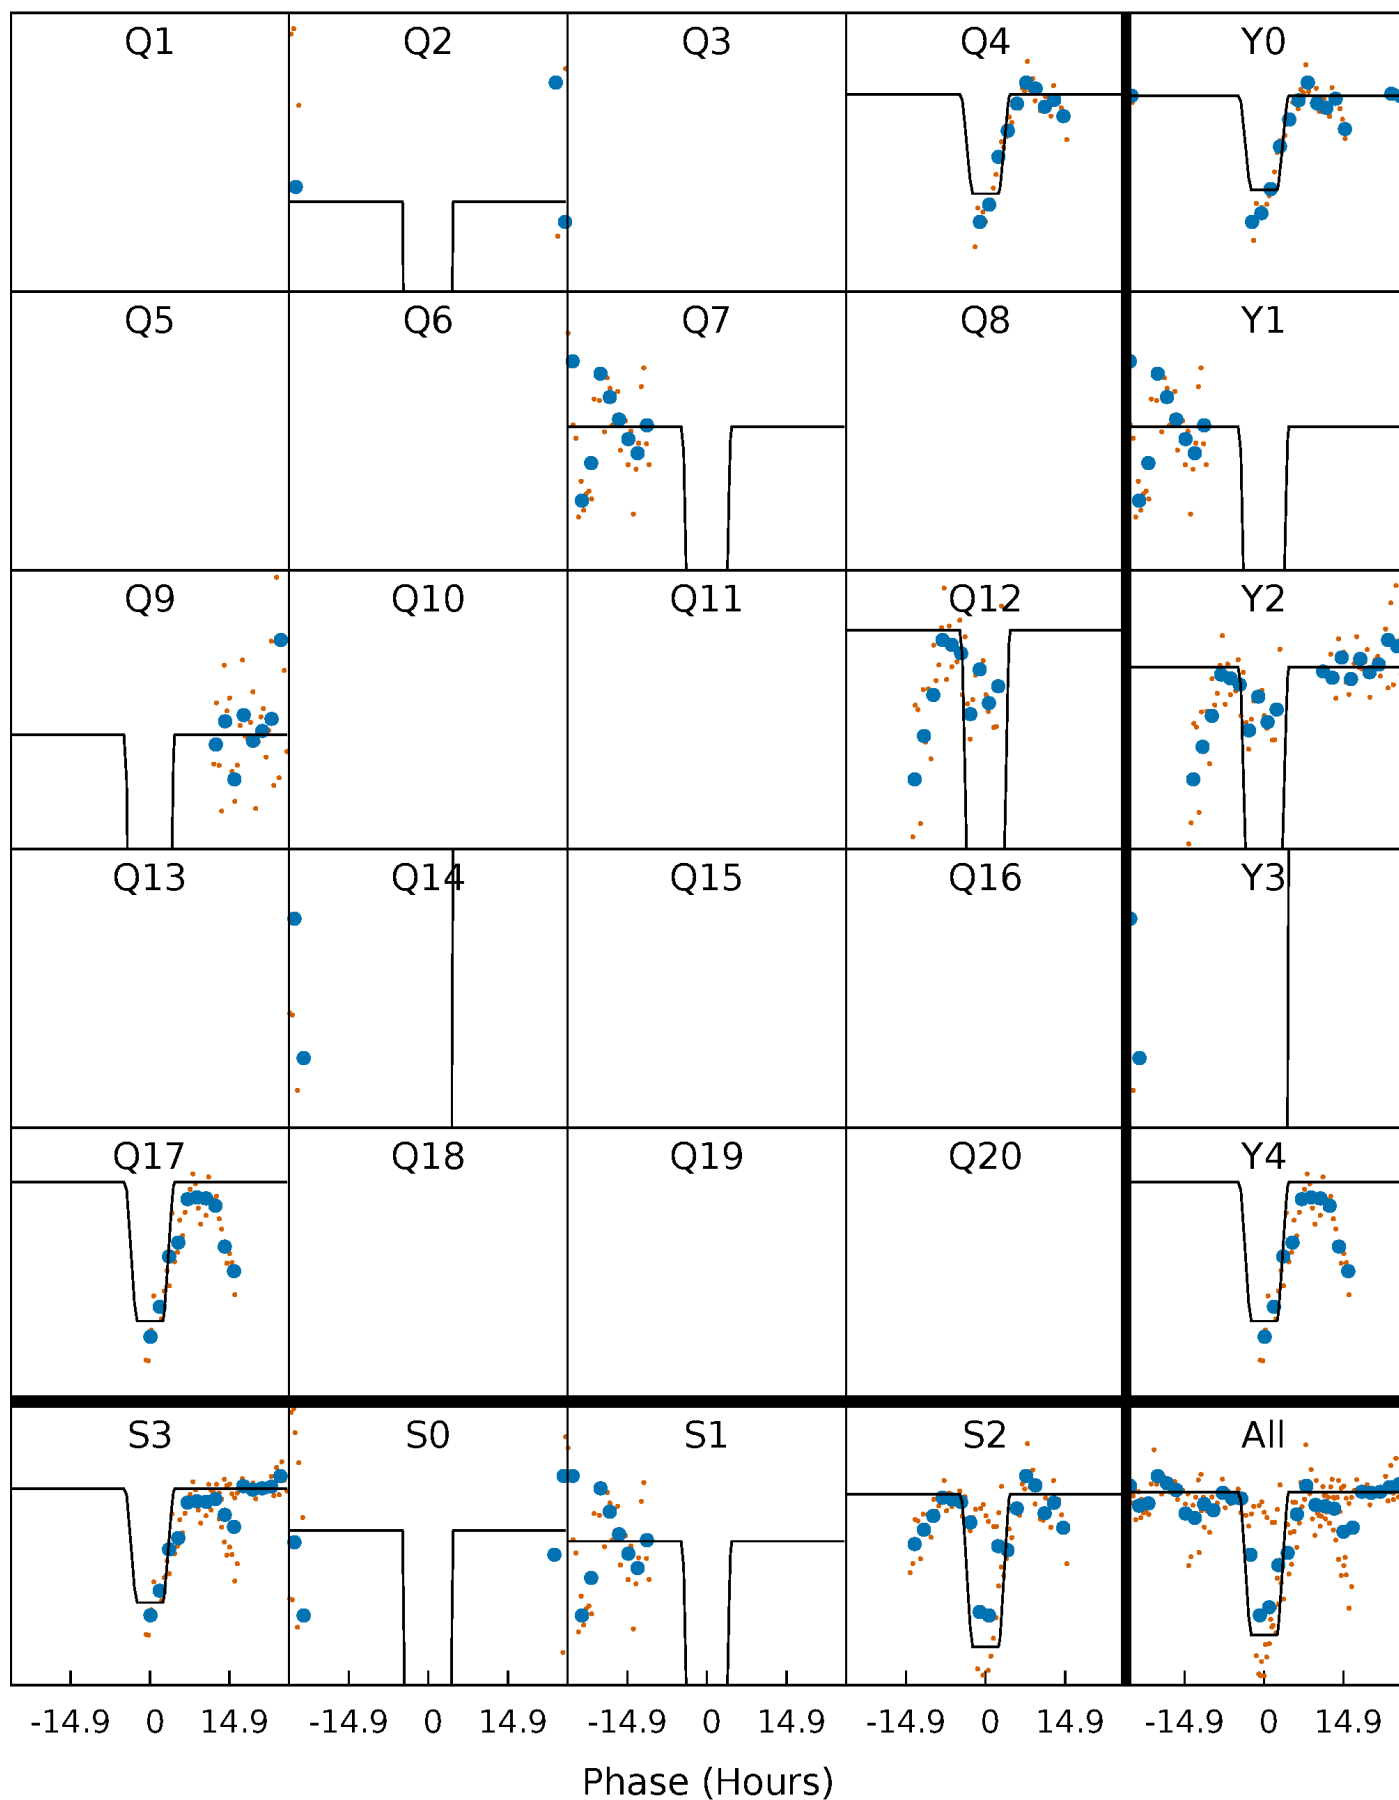 Q1 Q2 Q3 Q4 Y0
Q5 Q6 Q7 Q8 Y1
Q9 Q10 Q11 Q12 Y2
Q13 Q14 Q15 Q16 Y3
Q17 Q18 Q19 Q20 Y4
S3 S0 S1 S2 All
-14.9 0 14.9 -14.9 0 14.9 -14.9 0 14.9 -14.9 0 14.9 -14.9 0 14.9
Phase (Hours)